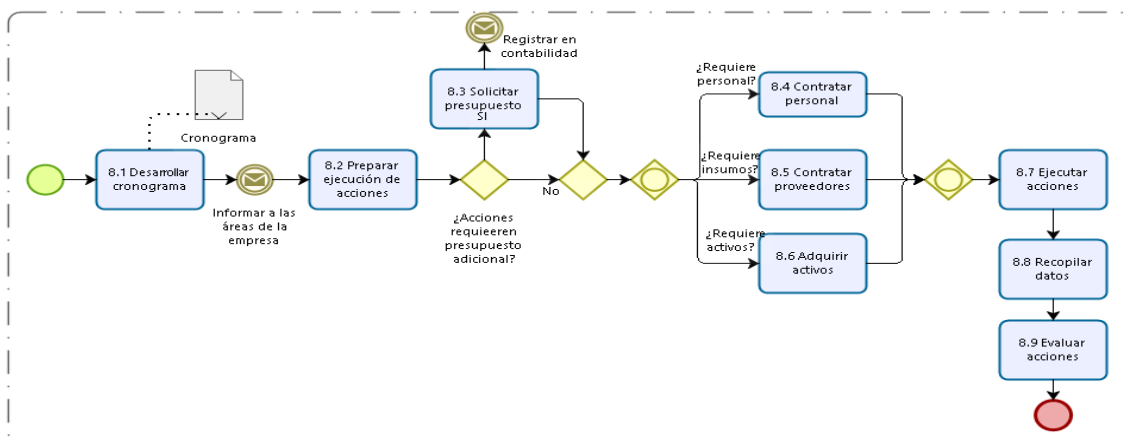 Registrar en
contabilidad
8.3 Solicitar
presupuesto
SI
Cronograma
8.1 Desarrollar
cronograma
Informar a las
áreas de la
empresa
8.2 Preparar
ejecución de
acciones
¿Acciones
requieeren
presupuesto
adicional?
No
¿Requiere
personal?
8.4 Contratar
personal
¿Requiere
insumos?
8.5 Contratar
proveedores
¿Requiere
activos?
8.6 Adquirir
activos
8.7 Ejecutar
acciones
8.8 Recopilar
datos
8.9 Evaluar
acciones